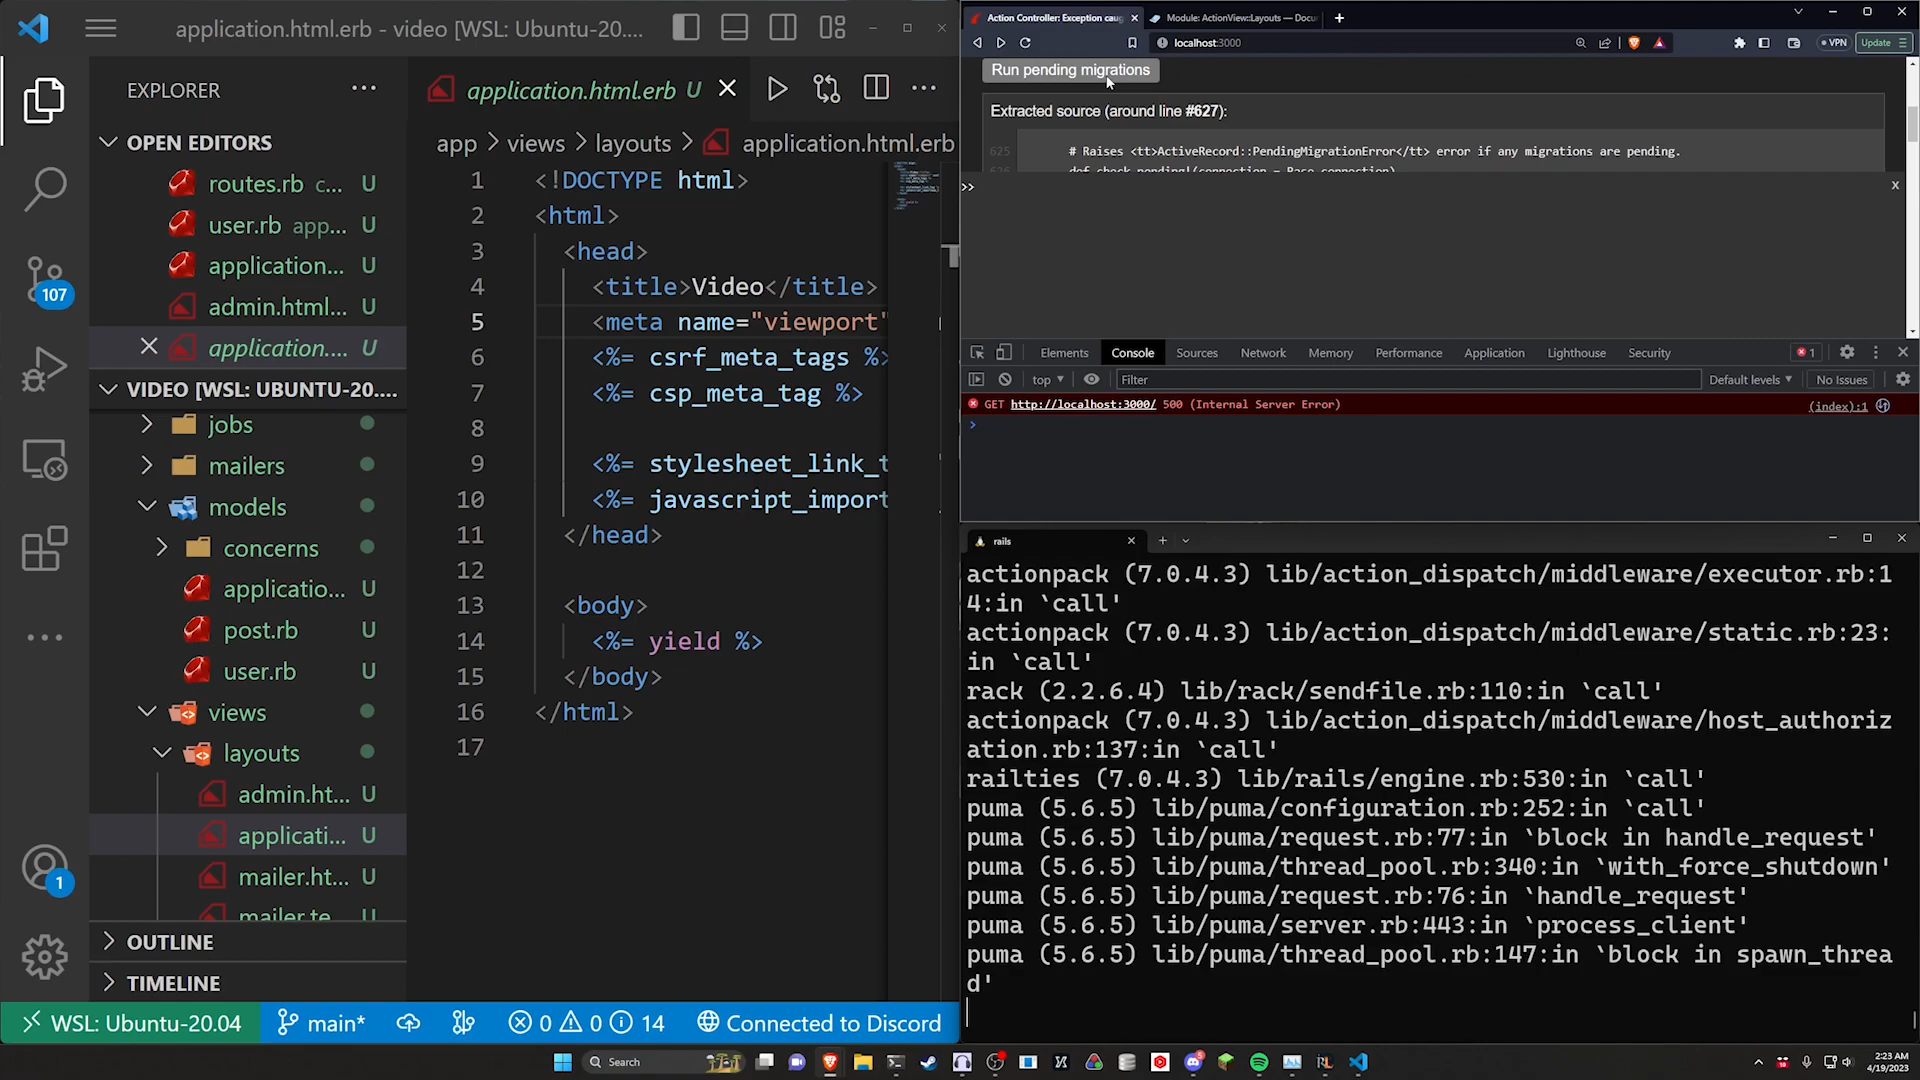 application.html.erb - video [WSL: Ubuntu-20....
EXPLORER
OPEN EDITORS
routes.rb c... U
user.rb app... U
application... U
admin.html... U
application.... U
VIDEO [WSL: UBUNTU-20....
jobs
mailers
models
concerns
applicatio... U
post.rb U
user.rb U
views
layouts
admin.ht... U
applicati... U
mailer.ht... U
mailer.te... U
OUTLINE
TIMELINE
107
1
application.html.erb U
app > views > layouts > application.html.erb
1 <!DOCTYPE html>
2 <html>
3 <head>
4 <title>Video</title>
5 <meta name="viewport"
6 <%= csrf_meta_tags %>
7 <%= csp_meta_tag %>
8
9 <%= stylesheet_link_t
10 <%= javascript_import
11 </head>
12
13 <body>
14 <%= yield %>
15 </body>
16 </html>
17
WSL: Ubuntu-20.04 main* 0 0 14 Connected to Discord
Action Controller: Exception caug
Module: ActionView::Layouts — Docu
localhost:3000
VPN
Update
Run pending migrations
Extracted source (around line #627):
625 # Raises <tt>ActiveRecord::PendingMigrationError</tt> error if any migrations are pending.
def check_pending!(connection = Base.connection)
>>
x
Elements Console Sources Network Memory Performance Application Lighthouse Security 1
top Filter Default levels No Issues
GET http://localhost:3000/ 500 (Internal Server Error) (index):1
rails
actionpack (7.0.4.3) lib/action_dispatch/middleware/executor.rb:1
4:in `call'
actionpack (7.0.4.3) lib/action_dispatch/middleware/static.rb:23:
in `call'
rack (2.2.6.4) lib/rack/sendfile.rb:110:in `call'
actionpack (7.0.4.3) lib/action_dispatch/middleware/host_authoriz
ation.rb:137:in `call'
railties (7.0.4.3) lib/rails/engine.rb:530:in `call'
puma (5.6.5) lib/puma/configuration.rb:252:in `call'
puma (5.6.5) lib/puma/request.rb:77:in `block in handle_request'
puma (5.6.5) lib/puma/thread_pool.rb:340:in `with_force_shutdown'
puma (5.6.5) lib/puma/request.rb:76:in `handle_request'
puma (5.6.5) lib/puma/server.rb:443:in `process_client'
puma (5.6.5) lib/puma/thread_pool.rb:147:in `block in spawn_threa
d'
Search
2:23 AM
4/19/2023